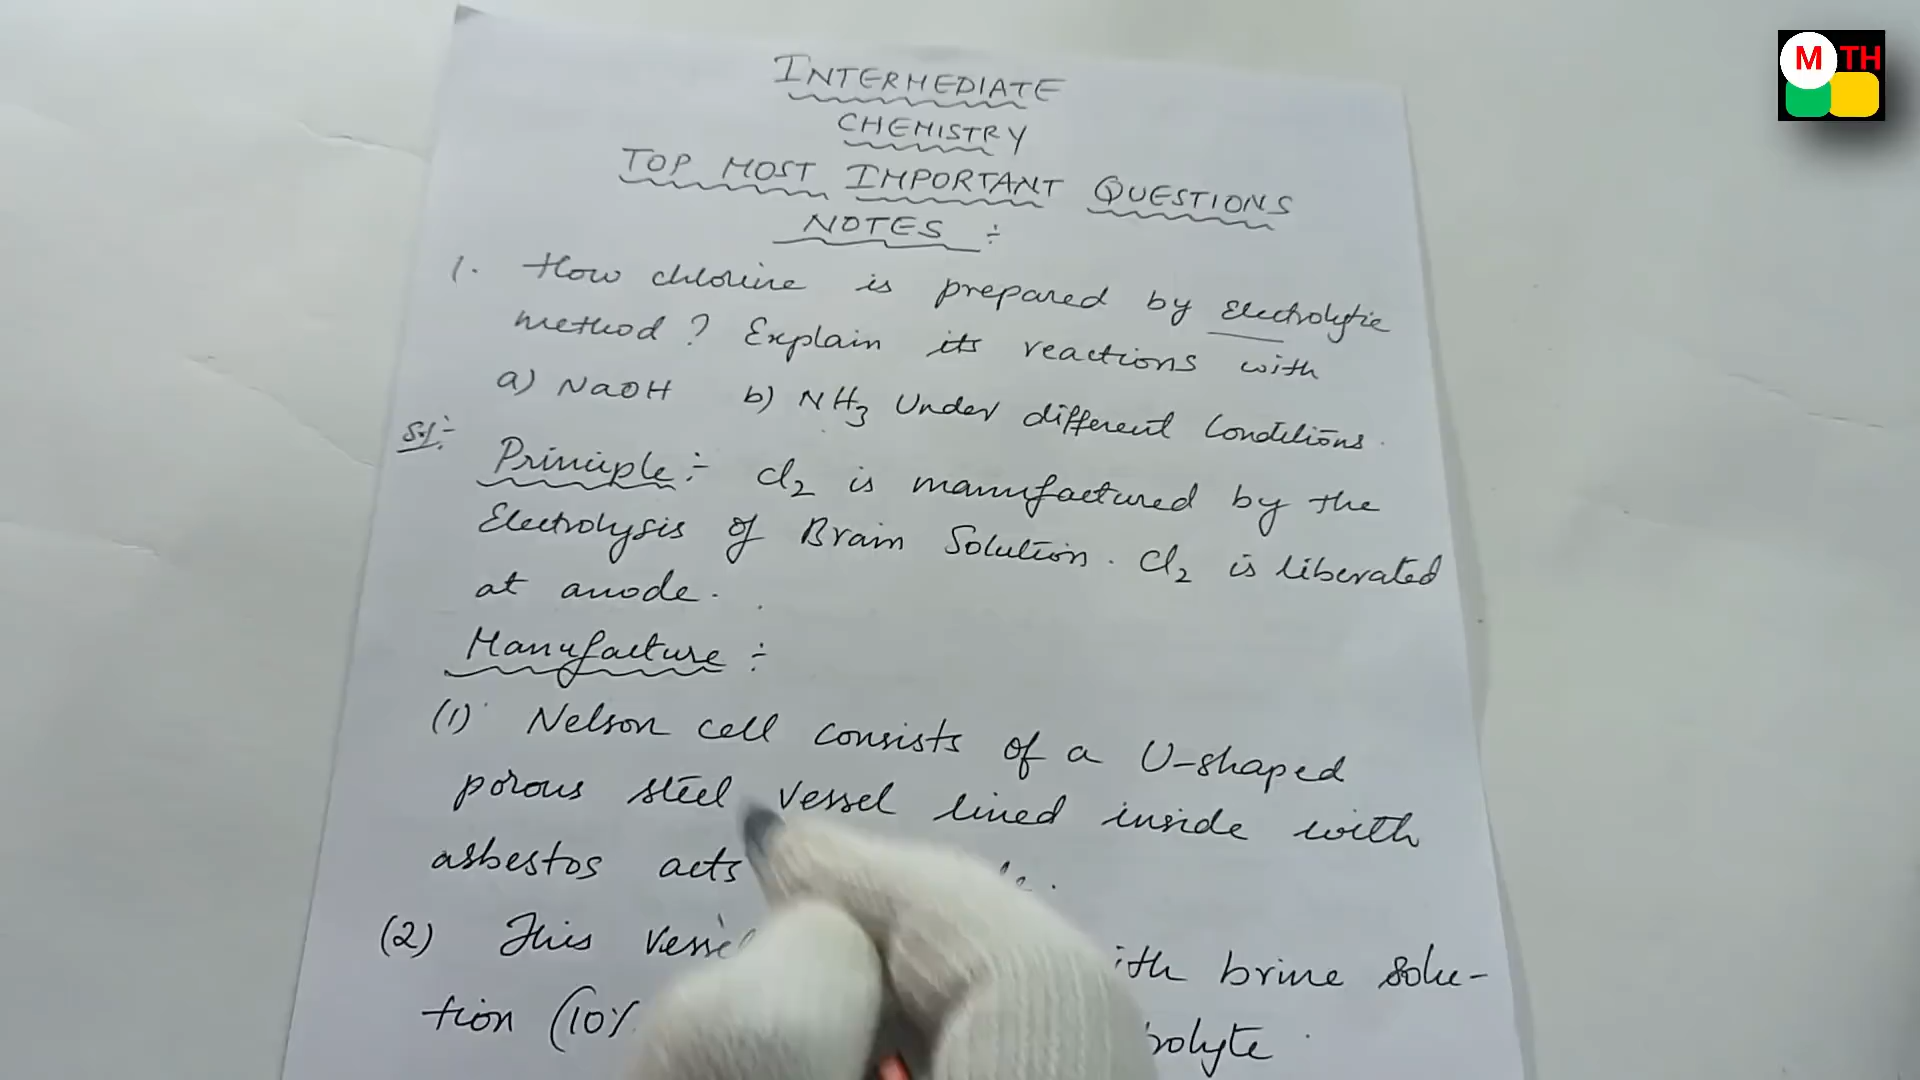 M TH
INTERMEDIATE
CHEMISTRY
TOP MOST IMPORTANT QUESTIONS
NOTES :-
1. How chlorine is prepared by Electrolytic
method? Explain its reactions with
a) NaOH b) NH3 Under different Conditions.
Sol:-
Principle:- Cl2 is manufactured by the
Electrolysis of Brain Solution. Cl2 is liberated
at anode.
Manufacture :-
(1) Nelson cell consists of a U-shaped
porous steel vessel lined inside with
asbestos acts
(2) This vessel with brine solu-
tion (10%